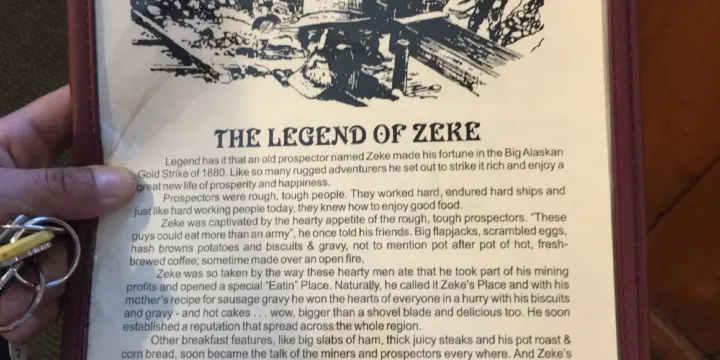 THE LEGEND OF ZEKE
Legend has it that an old prospector named Zeke made his fortune in the Big Alaskan
Gold Strike of 1880. Like so many rugged adventurers he set out to strike it rich and enjoy a
great new life of prosperity and happiness.
Prospectors were rough, tough people. They worked hard, endured hard ships and
just like hard working people today, they knew how to enjoy good food.
Zeke was captivated by the hearty appetite of the rough, tough prospectors. "These
guys could eat more than an army", he once told his friends. Big flapjacks, scrambled eggs,
hash browns potatoes and biscuits & gravy, not to mention pot after pot of hot, fresh-
brewed coffee; sometime made over an open fire.
Zeke was so taken by the way these hearty men ate that he took part of his mining
profits and opened a special "Eatin" Place. Naturally, he called it Zeke's Place and with his
mother's recipe for sausage gravy he won the hearts of everyone in a hurry with his biscuits
and gravy - and hot cakes . . . wow, bigger than a shovel blade and delicious too. He soon
established a reputation that spread across the whole region.
Other breakfast features, like big slabs of ham, thick juicy steaks and his pot roast &
corn bread, soon became the talk of the miners and prospectors every where. And Zeke's